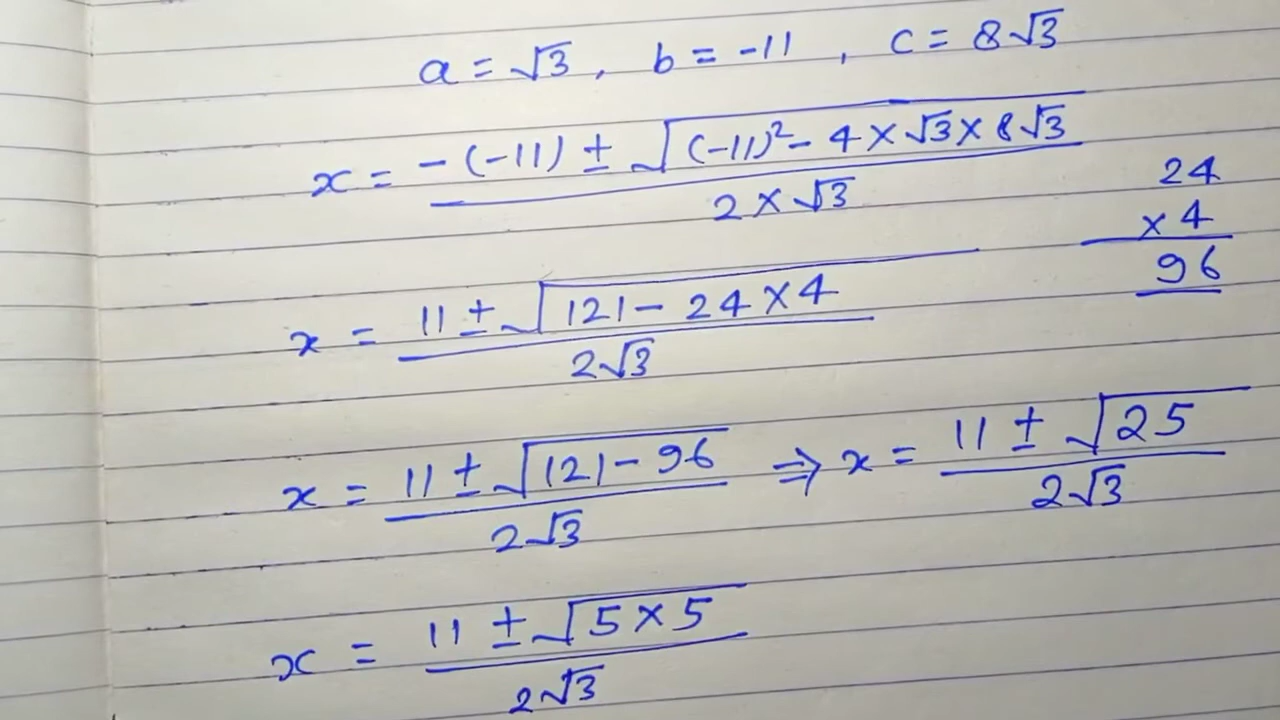 a = √3, b = -11, c = 8√3
x = (-(-11) ± √((-11)² - 4 × √3 × 8√3)) / (2 × √3)
24
× 4
96
x = (11 ± √(121 - 24 × 4)) / (2√3)
x = (11 ± √(121 - 96)) / (2√3) ⇒ x = (11 ± √25) / (2√3)
x = (11 ± √(5 × 5)) / (2√3)